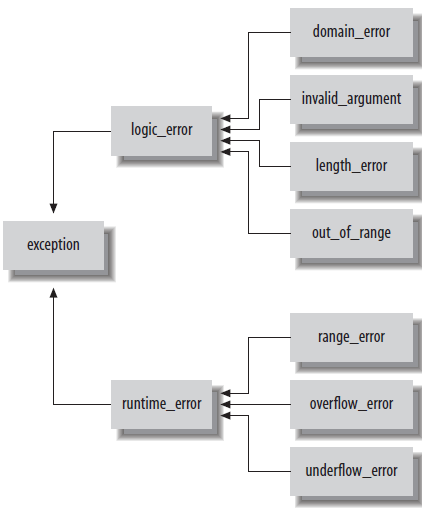 domain_error
invalid_argument
logic_error
length_error
out_of_range
exception
range_error
runtime_error
overflow_error
underflow_error